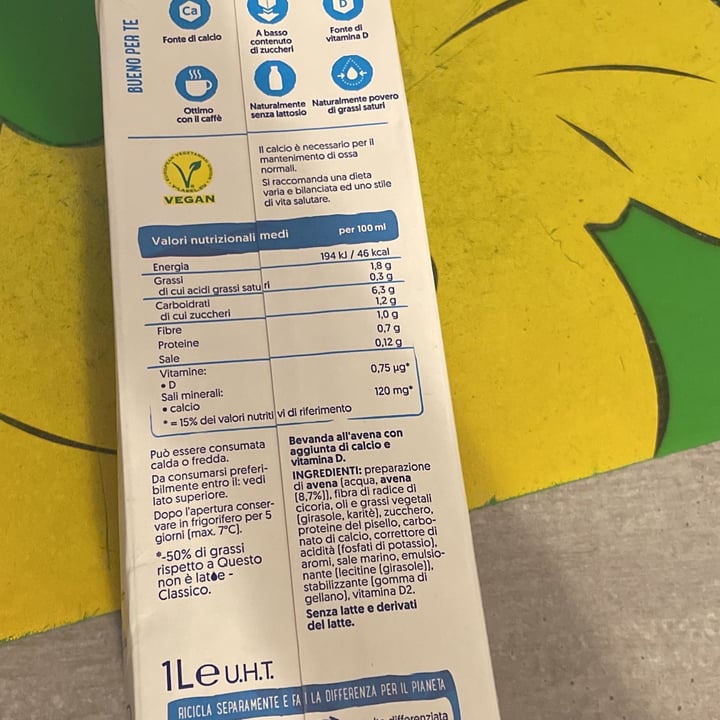 BUENO PER TE
Ca
Fonte di calcio
A basso
contenuto
di zuccheri
D
Fonte di
vitamina D
Ottimo
con il caffè
Naturalmente
senza lattosio
Naturalmente povero
di grassi saturi
VEGAN
Il calcio è necessario per il
mantenimento di ossa
normali.
Si raccomanda una dieta
varia e bilanciata ed uno stile
di vita salutare.
Valori nutrizionali medi per 100 ml
Energia 194 kJ / 46 kcal
Grassi 1,8 g
di cui acidi grassi saturi 0,3 g
Carboidrati 6,3 g
di cui zuccheri 1,2 g
Fibre 1,0 g
Proteine 0,7 g
Sale 0,12 g
Vitamine:
• D 0,75 µg*
Sali minerali:
• calcio 120 mg*
* = 15% dei valori nutritivi di riferimento
Può essere consumata
calda o fredda.
Da consumarsi preferi-
bilmente entro il: vedi
lato superiore.
Dopo l'apertura conser-
vare in frigorifero per 5
giorni (max. 7°C).
*-50% di grassi
rispetto a Questo
non è latte -
Classico.
Bevanda all'avena con
aggiunta di calcio e
vitamina D.
INGREDIENTI: preparazione
di avena [acqua, avena
(8,7%)], fibra di radice di
cicoria, oli e grassi vegetali
(girasole, karitè), zucchero,
proteine del pisello, carbo-
nato di calcio, correttore di
acidità (fosfati di potassio),
aromi, sale marino, emulsio-
nante [lecitine (girasole)],
stabilizzante (gomma di
gellano), vitamina D2.
Senza latte e derivati
del latte.
1L e U.H.T.
RICICLA SEPARAMENTE E FAI LA DIFFERENZA PER IL PIANETA
differenziata